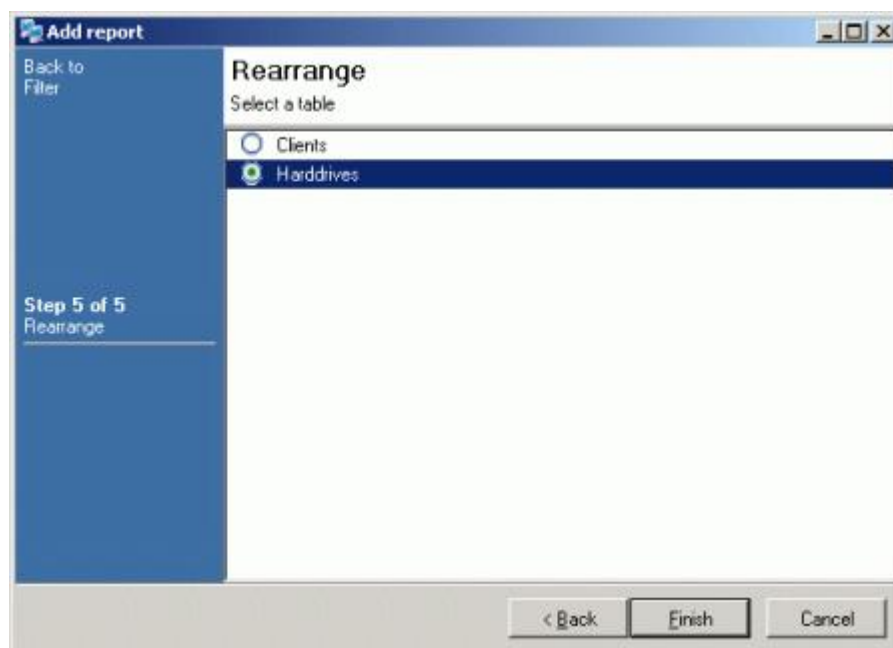 Add report
Back to
Filter
Rearrange
Select a table
Clients
Harddrives
Step 5 of 5
Rearrange
< Back
Finish
Cancel